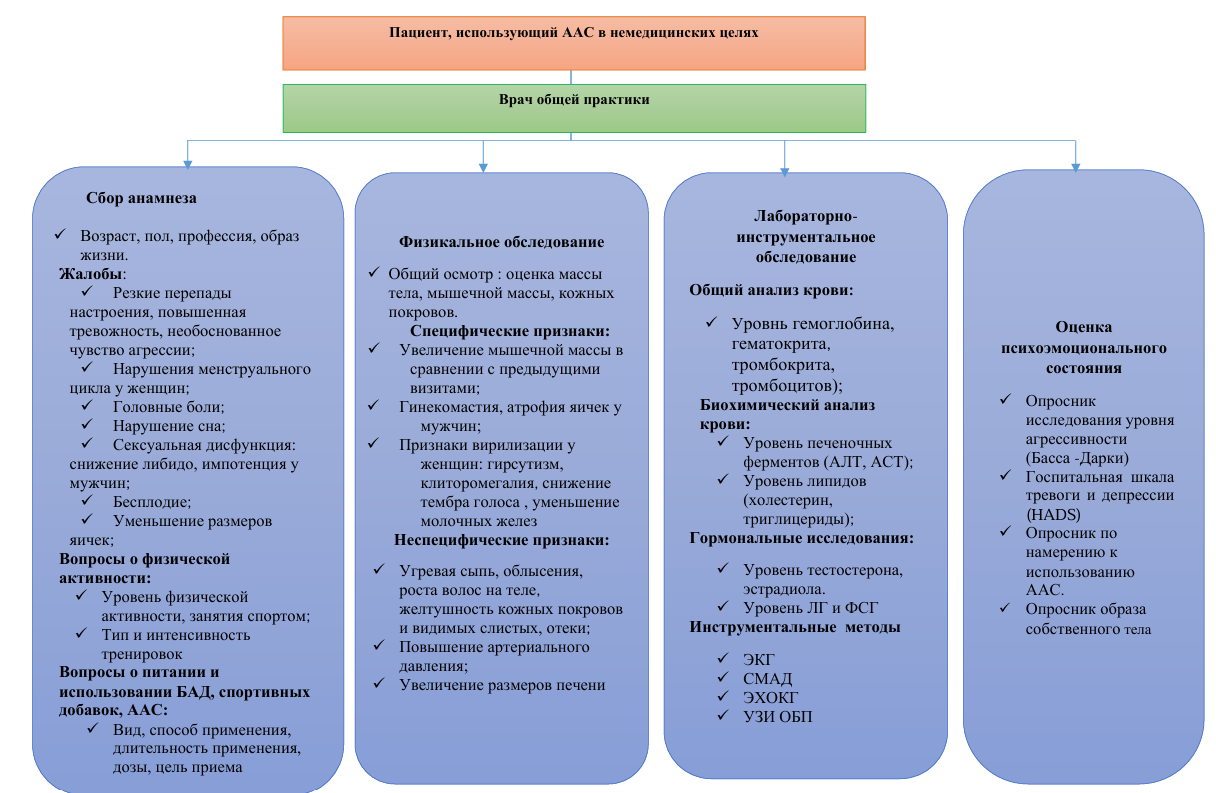 Пациент, использующий ААС в немедицинских целях
Врач общей практики
Сбор анамнеза
✓ Возраст, пол, профессия, образ
жизни.
Жалобы:
✓ Резкие перепады
настроения, повышенная
тревожность, необоснованное
чувство агрессии;
✓ Нарушения менструального
цикла у женщин;
✓ Головные боли;
✓ Нарушение сна;
✓ Сексуальная дисфункция:
снижение либидо, импотенция у
мужчин;
✓ Бесплодие;
✓ Уменьшение размеров
яичек;
Вопросы о физической
активности:
✓ Уровень физической
активности, занятия спортом;
✓ Тип и интенсивность
тренировок
Вопросы о питании и
использовании БАД, спортивных
добавок, ААС:
✓ Вид, способ применения,
длительность применения,
дозы, цель приема
Физикальное обследование
✓ Общий осмотр : оценка массы
тела, мышечной массы, кожных
покровов.
Специфические признаки:
✓ Увеличение мышечной массы в
сравнении с предыдущими
визитами;
✓ Гинекомастия, атрофия яичек у
мужчин;
✓ Признаки вирилизации у
женщин: гирсутизм,
клиторомегалия, снижение
тембра голоса , уменьшение
молочных желез
Неспецифические признаки:
✓ Угревая сыпь, облысения,
роста волос на теле,
желтушность кожных покровов
и видимых слистых, отеки;
✓ Повышение артериального
давления;
✓ Увеличение размеров печени
Лабораторно-
инструментальное
обследование
Общий анализ крови:
✓ Уровнь гемоглобина,
гематокрита,
тромбокрита,
тромбоцитов);
Биохимический анализ
крови:
✓ Уровень печеночных
ферментов (АЛТ, АСТ);
✓ Уровень липидов
(холестерин,
триглицериды);
Гормональные исследования:
✓ Уровень тестостерона,
эстрадиола.
✓ Уровень ЛГ и ФСГ
Инструментальные методы
✓ ЭКГ
✓ СМАД
✓ ЭХОКГ
✓ УЗИ ОБП
Оценка
психоэмоционального
состояния
✓ Опросник
исследования уровня
агрессивности
(Басса -Дарки)
✓ Госпитальная шкала
тревоги и депрессии
(HADS)
✓ Опросник по
намерению к
использованию
ААС.
✓ Опросник образа
собственного тела